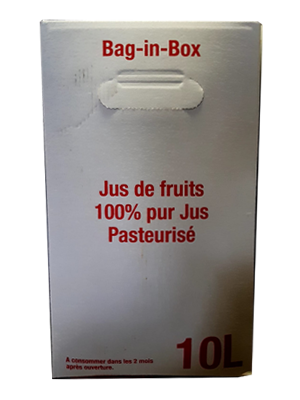 Bag-in-Box
Jus de fruits
100% pur Jus
Pasteurisé
À consommer dans les 2 mois
après ouverture.
10L